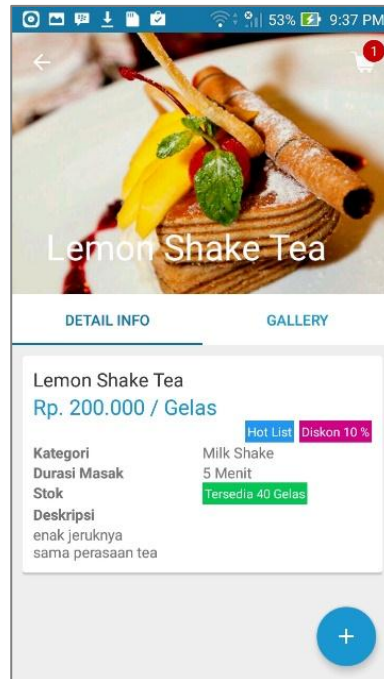 53% 9:37 PM
1
Lemon Shake Tea
DETAIL INFO GALLERY
Lemon Shake Tea
Rp. 200.000 / Gelas
Hot List Diskon 10 %
Kategori Milk Shake
Durasi Masak 5 Menit
Stok Tersedia 40 Gelas
Deskripsi
enak jeruknya
sama perasaan tea